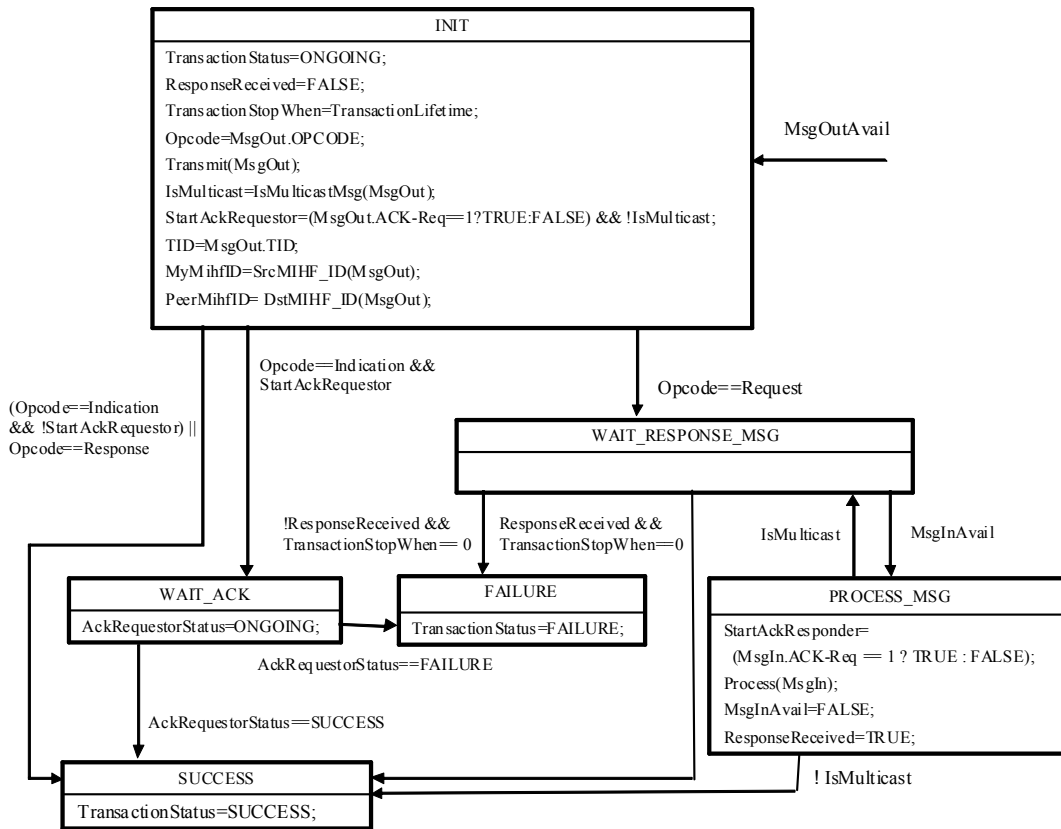 INIT
TransactionStatus=ONGOING;
ResponseReceived=FALSE;
TransactionStopWhen=TransactionLifetime;
Opcode=MsgOut.OPCODE;
Transmit(MsgOut);
IsMulticast=IsMulticastMsg(MsgOut);
StartAckRequestor=(MsgOut.ACK-Req==1?TRUE:FALSE) && !IsMulticast;
TID=MsgOut.TID;
MyMihfID=SrcMIHF_ID(MsgOut);
PeerMihfID= DstMIHF_ID(MsgOut);
MsgOutAvail
(Opcode==Indication
&& !StartAckRequestor) ||
Opcode==Response
Opcode==Indication &&
StartAckRequestor
Opcode==Request
WAIT_RESPONSE_MSG
!ResponseReceived &&
TransactionStopWhen== 0
ResponseReceived &&
TransactionStopWhen==0
IsMulticast
MsgInAvail
WAIT_ACK
AckRequestorStatus=ONGOING;
FAILURE
TransactionStatus=FAILURE;
PROCESS_MSG
StartAckResponder=
(MsgIn.ACK-Req == 1 ? TRUE : FALSE);
Process(MsgIn);
MsgInAvail=FALSE;
ResponseReceived=TRUE;
AckRequestorStatus==FAILURE
AckRequestorStatus==SUCCESS
SUCCESS
TransactionStatus=SUCCESS;
! IsMulticast